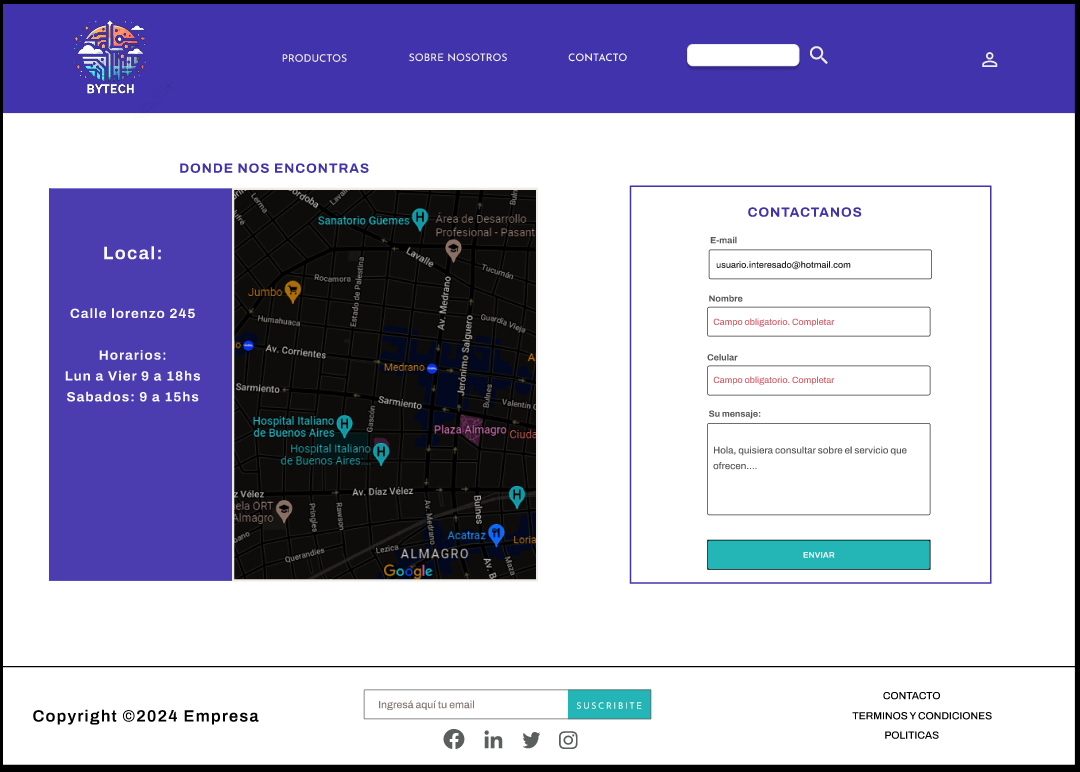 BYTECH
PRODUCTOS
SOBRE NOSOTROS
CONTACTO
DONDE NOS ENCONTRAS
Local:
Calle lorenzo 245
Horarios:
Lun a Vier 9 a 18hs
Sabados: 9 a 15hs
Lerma
Sanatorio Güemes
Área de Desarrollo
Profesional - Pasant
Lavalle
Tucumán
Rocamora
Estado de Palestina
Jumbo
Av. Medrano
Humahuaca
Guardia Vieja
Av. Corrientes
Jerónimo Salguero
Medrano
Sarmiento
Bulnes
Sarmiento
Valentín
Gascón
Hospital Italiano
de Buenos Aires
Plaza Almagro
Ciuda
Hospital Italiano
de Buenos Aires...
z Vélez
Av. Díaz Vélez
ela ORT
Almagro
Pringles
Rawson
Av. Medrano
Bulnes
Acatraz
Loria
Querandíes
Lezica
ALMAGRO
Maza
Google
CONTACTANOS
E-mail
usuario.interesado@hotmail.com
Nombre
Campo obligatorio. Completar
Celular
Campo obligatorio. Completar
Su mensaje:
Hola, quisiera consultar sobre el servicio que
ofrecen....
ENVIAR
Copyright ©2024 Empresa
Ingresá aquí tu email
SUSCRIBITE
CONTACTO
TERMINOS Y CONDICIONES
POLITICAS